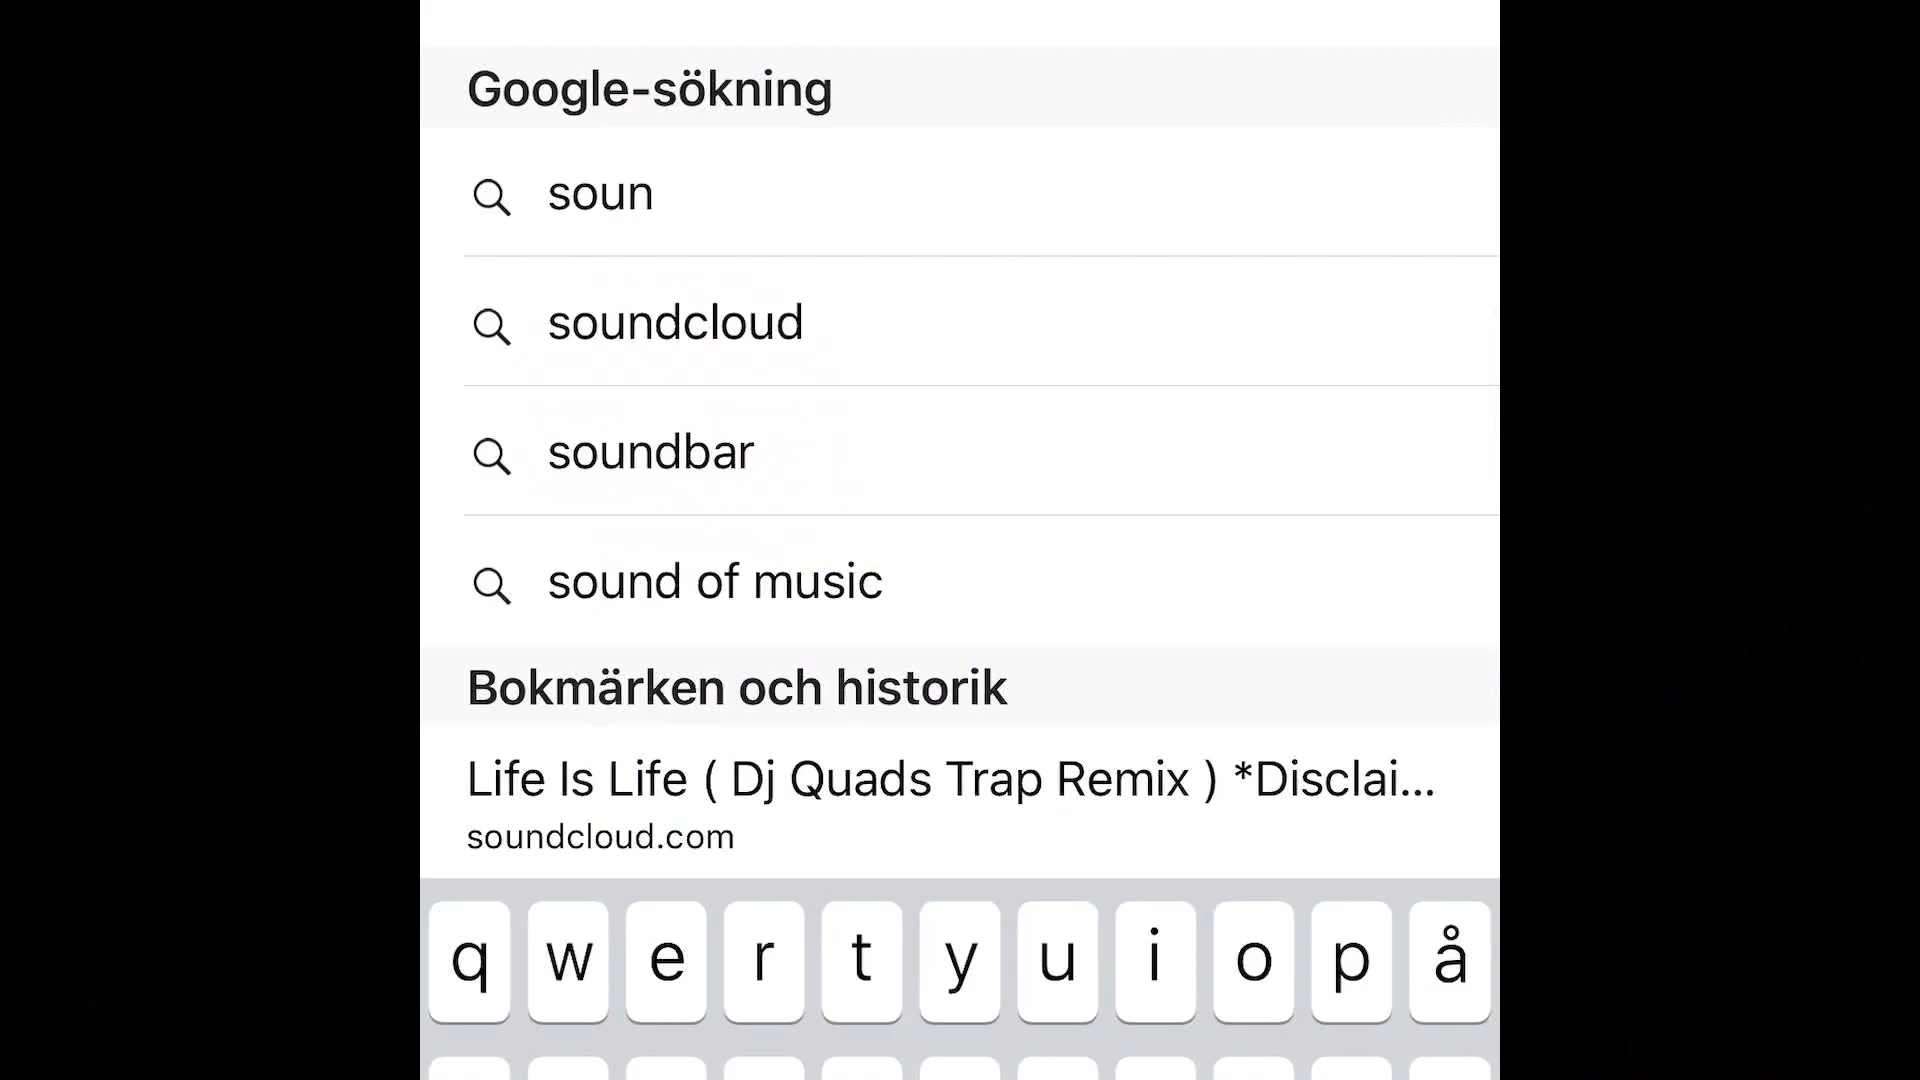 Google-sökning
soun
soundcloud
soundbar
sound of music
Bokmärken och historik
Life Is Life ( Dj Quads Trap Remix ) *Disclai...
soundcloud.com
q w e r t y u i o p å